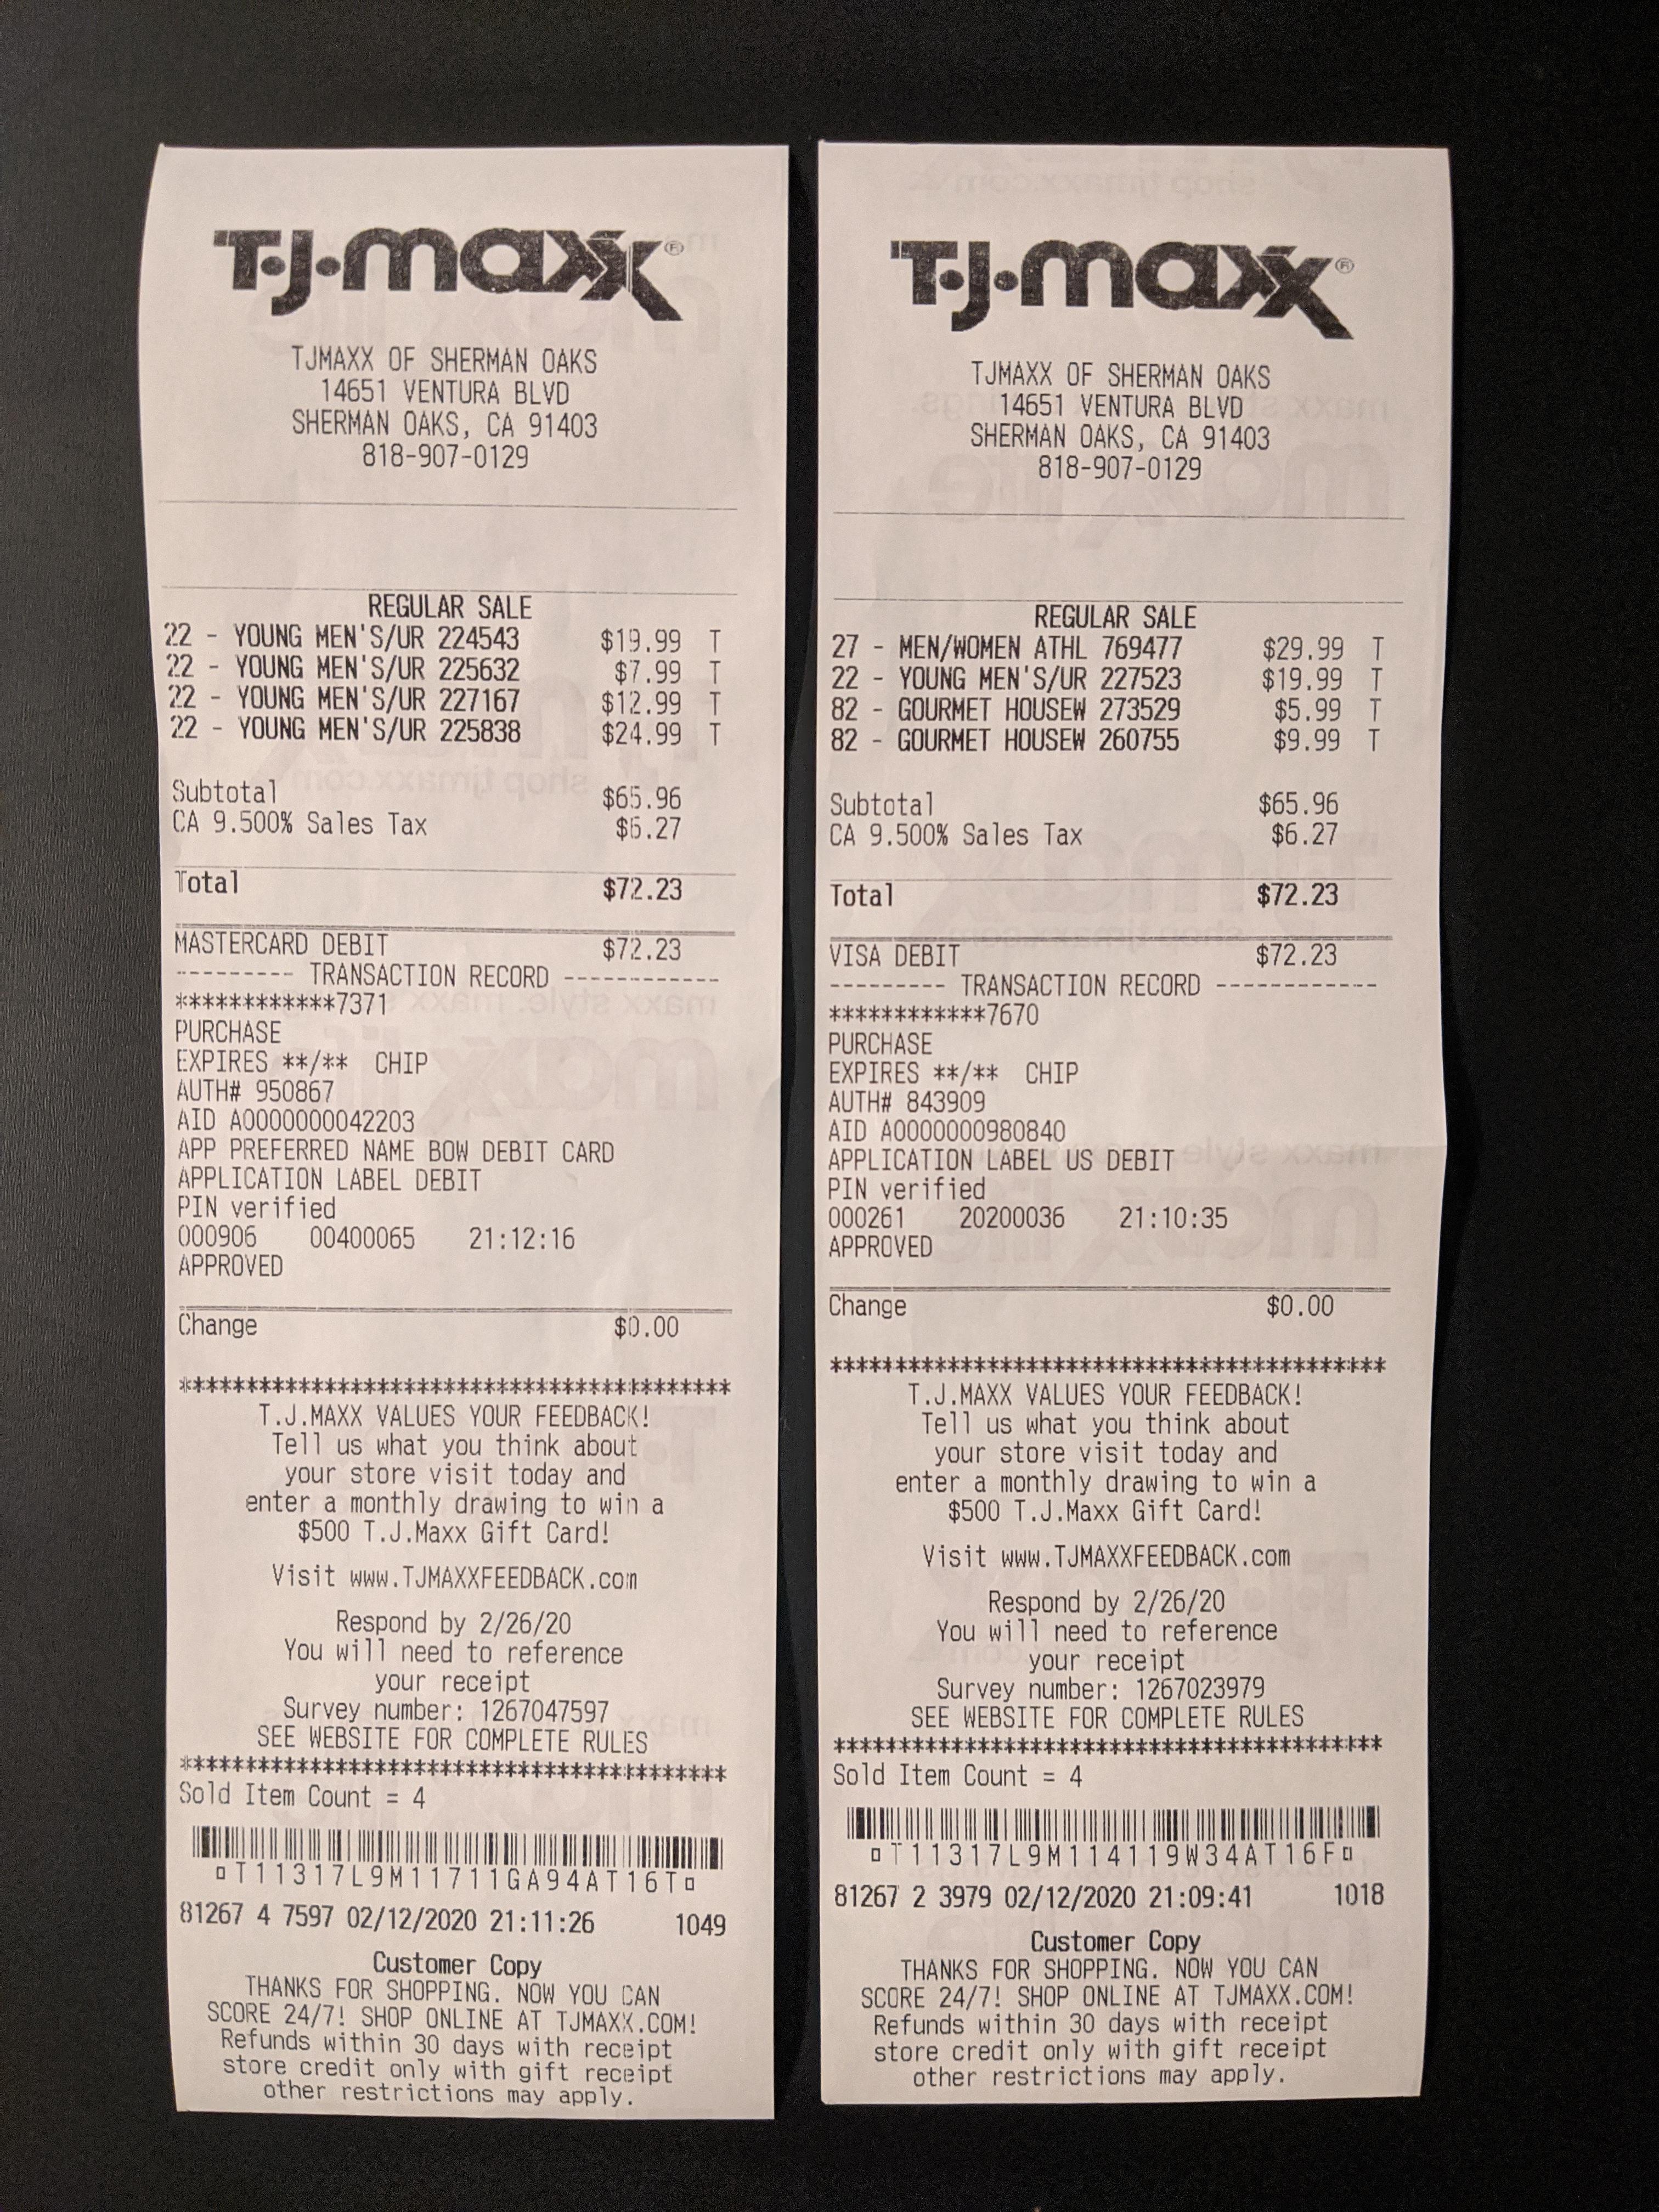 T.J.maxx®
TJMAXX OF SHERMAN OAKS
14651 VENTURA BLVD
SHERMAN OAKS, CA 91403
818-907-0129
REGULAR SALE
22 - YOUNG MEN'S/UR 224543 $19.99 T
22 - YOUNG MEN'S/UR 225632 $7.99 T
22 - YOUNG MEN'S/UR 227167 $12.99 T
22 - YOUNG MEN'S/UR 225838 $24.99 T
Subtotal $65.96
CA 9.500% Sales Tax $6.27
Total $72.23
MASTERCARD DEBIT $72.23
--------- TRANSACTION RECORD ------------
************7371
PURCHASE
EXPIRES **/** CHIP
AUTH# 950867
AID A0000000042203
APP PREFERRED NAME BOW DEBIT CARD
APPLICATION LABEL DEBIT
PIN verified
000906 00400065 21:12:16
APPROVED
Change $0.00
******************************************
T.J.MAXX VALUES YOUR FEEDBACK!
Tell us what you think about
your store visit today and
enter a monthly drawing to win a
$500 T.J.Maxx Gift Card!
Visit www.TJMAXXFEEDBACK.com
Respond by 2/26/20
You will need to reference
your receipt
Survey number: 1267047597
SEE WEBSITE FOR COMPLETE RULES
******************************************
Sold Item Count = 4
¤T11317L9M11711GA94AT16T¤
81267 4 7597 02/12/2020 21:11:26 1049
Customer Copy
THANKS FOR SHOPPING. NOW YOU CAN
SCORE 24/7! SHOP ONLINE AT TJMAXX.COM!
Refunds within 30 days with receipt
store credit only with gift receipt
other restrictions may apply.
T.J.maxx®
TJMAXX OF SHERMAN OAKS
14651 VENTURA BLVD
SHERMAN OAKS, CA 91403
818-907-0129
REGULAR SALE
27 - MEN/WOMEN ATHL 769477 $29.99 T
22 - YOUNG MEN'S/UR 227523 $19.99 T
82 - GOURMET HOUSEW 273529 $5.99 T
82 - GOURMET HOUSEW 260755 $9.99 T
Subtotal $65.96
CA 9.500% Sales Tax $6.27
Total $72.23
VISA DEBIT $72.23
--------- TRANSACTION RECORD ------------
************7670
PURCHASE
EXPIRES **/** CHIP
AUTH# 843909
AID A0000000980840
APPLICATION LABEL US DEBIT
PIN verified
000261 20200036 21:10:35
APPROVED
Change $0.00
******************************************
T.J.MAXX VALUES YOUR FEEDBACK!
Tell us what you think about
your store visit today and
enter a monthly drawing to win a
$500 T.J.Maxx Gift Card!
Visit www.TJMAXXFEEDBACK.com
Respond by 2/26/20
You will need to reference
your receipt
Survey number: 1267023979
SEE WEBSITE FOR COMPLETE RULES
******************************************
Sold Item Count = 4
¤T11317L9M114119W34AT16F¤
81267 2 3979 02/12/2020 21:09:41 1018
Customer Copy
THANKS FOR SHOPPING. NOW YOU CAN
SCORE 24/7! SHOP ONLINE AT TJMAXX.COM!
Refunds within 30 days with receipt
store credit only with gift receipt
other restrictions may apply.